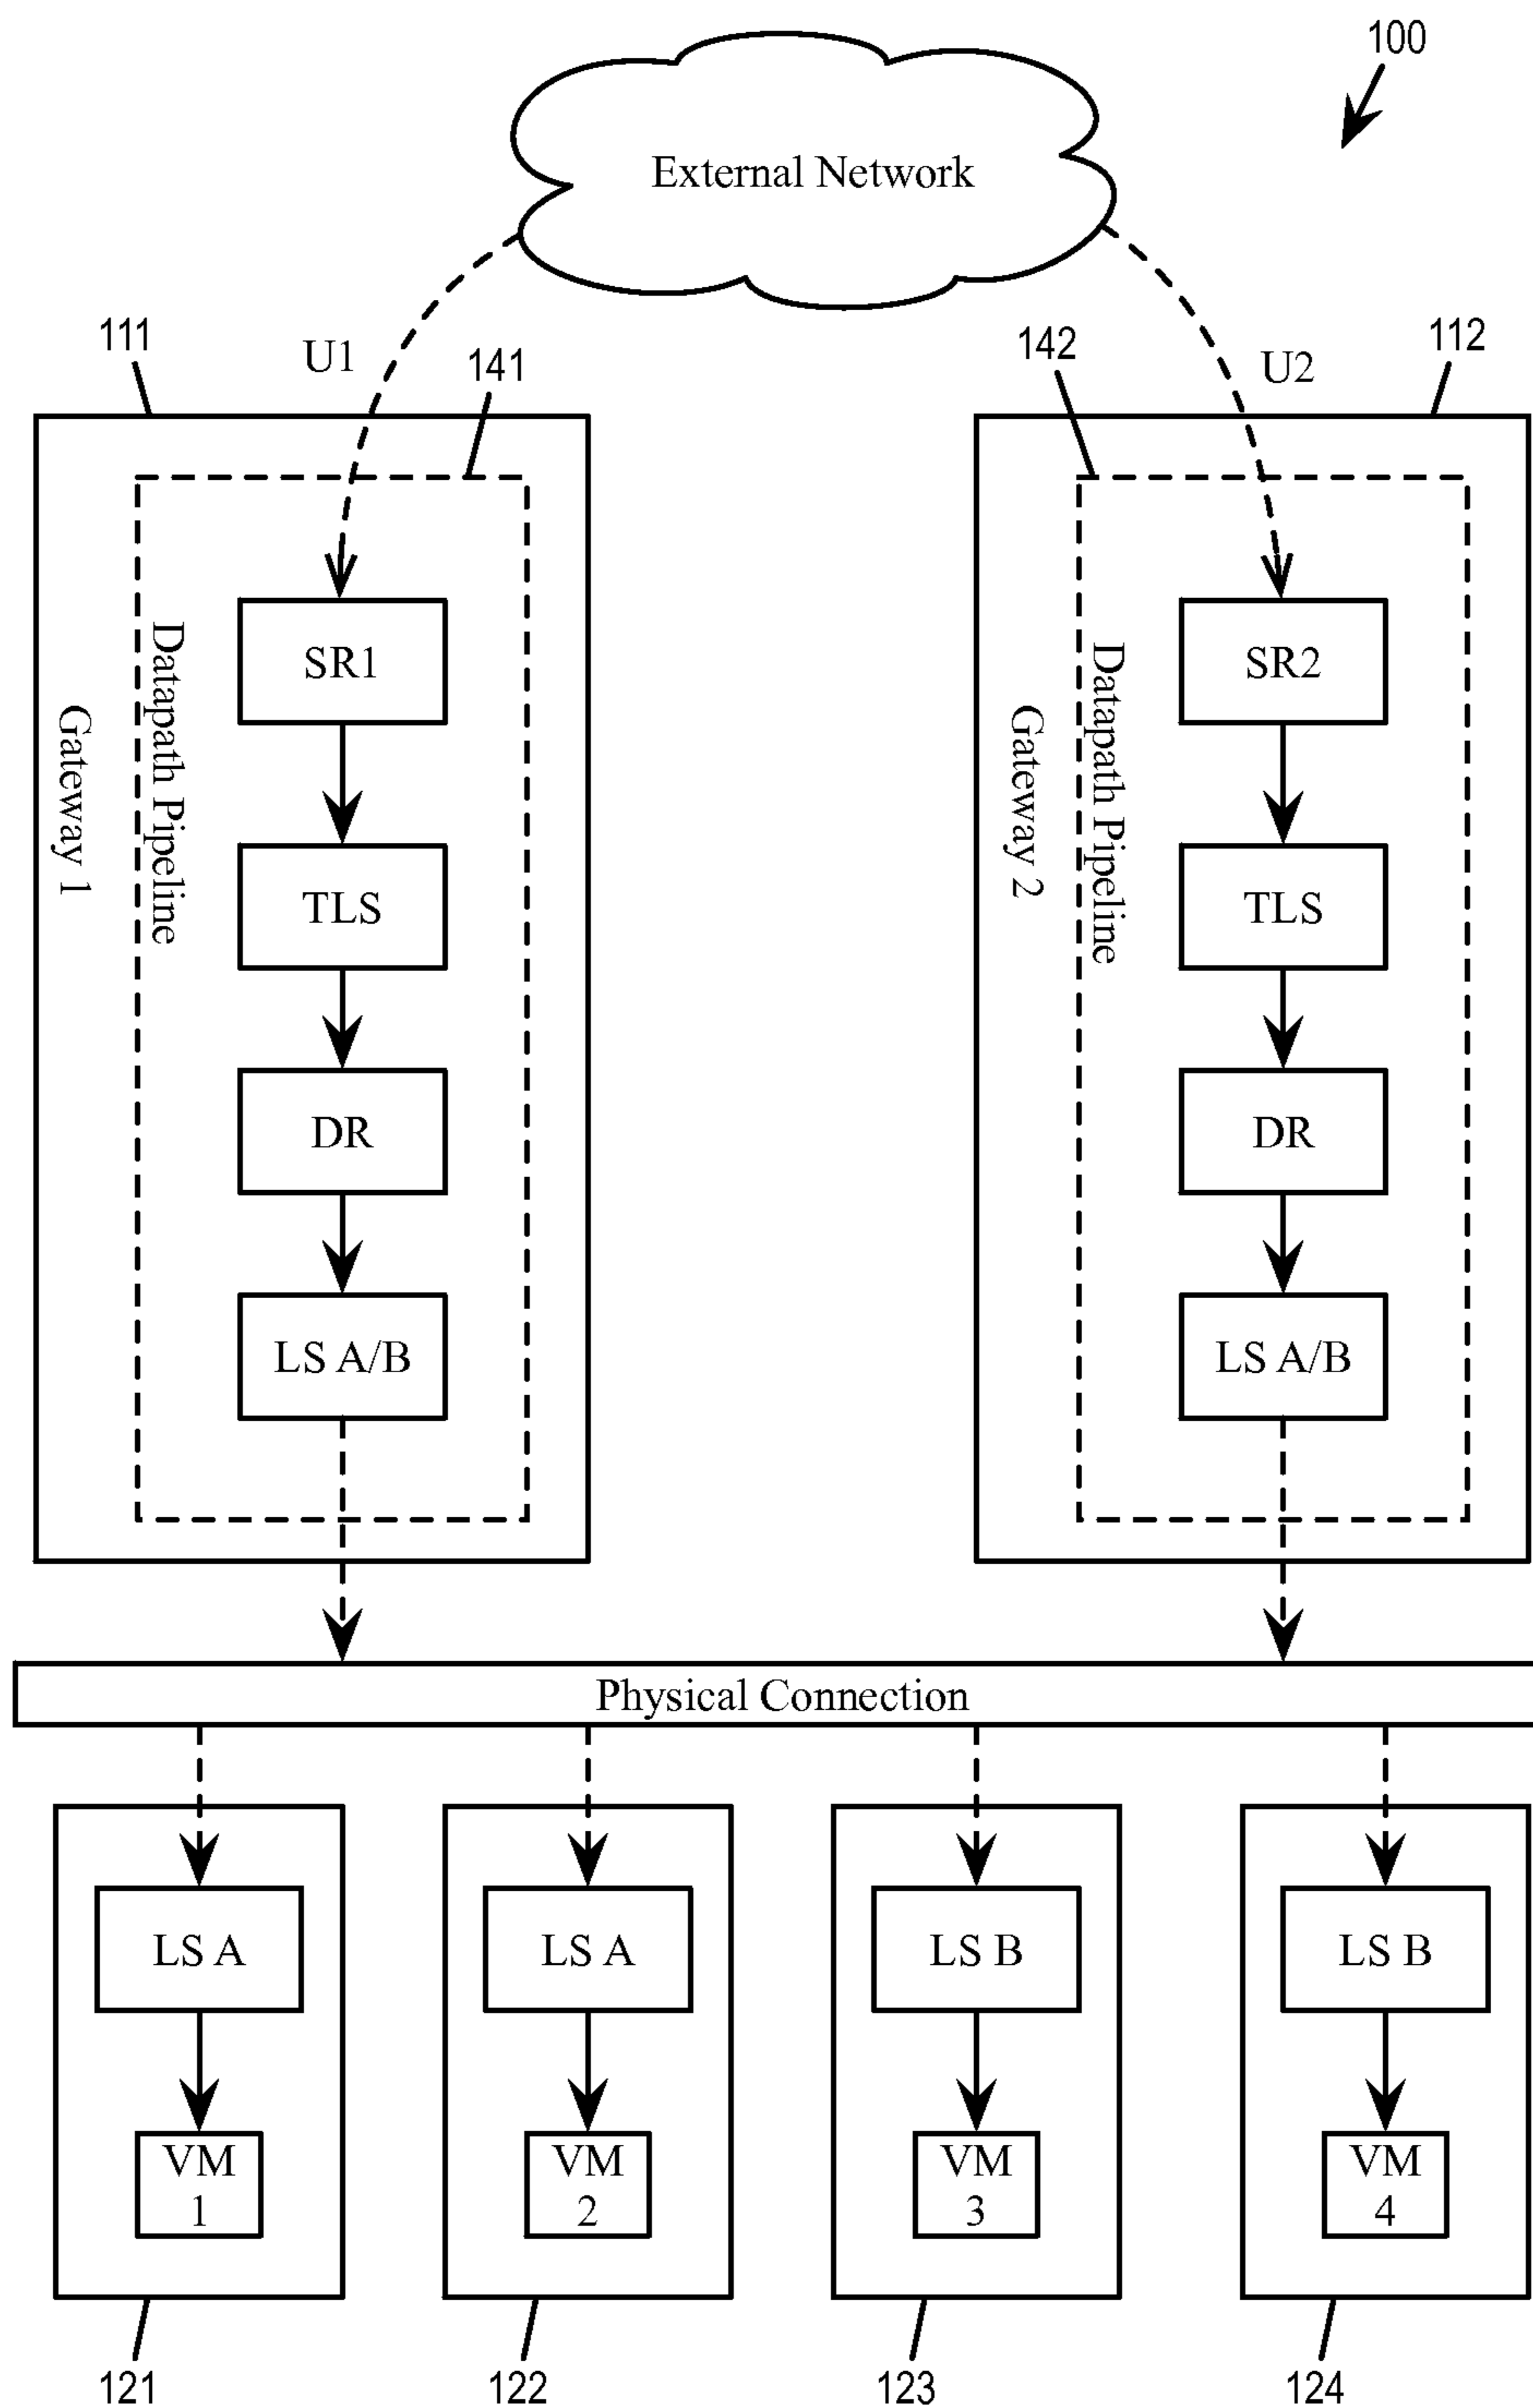 100
External Network
111
U1
141
142
U2
112
Gateway 1
Datapath Pipeline
SR1
TLS
DR
LS A/B
Gateway 2
Datapath Pipeline
SR2
TLS
DR
LS A/B
Physical Connection
LS A
LS A
LS B
LS B
VM
1
VM
2
VM
3
VM
4
121
122
123
124